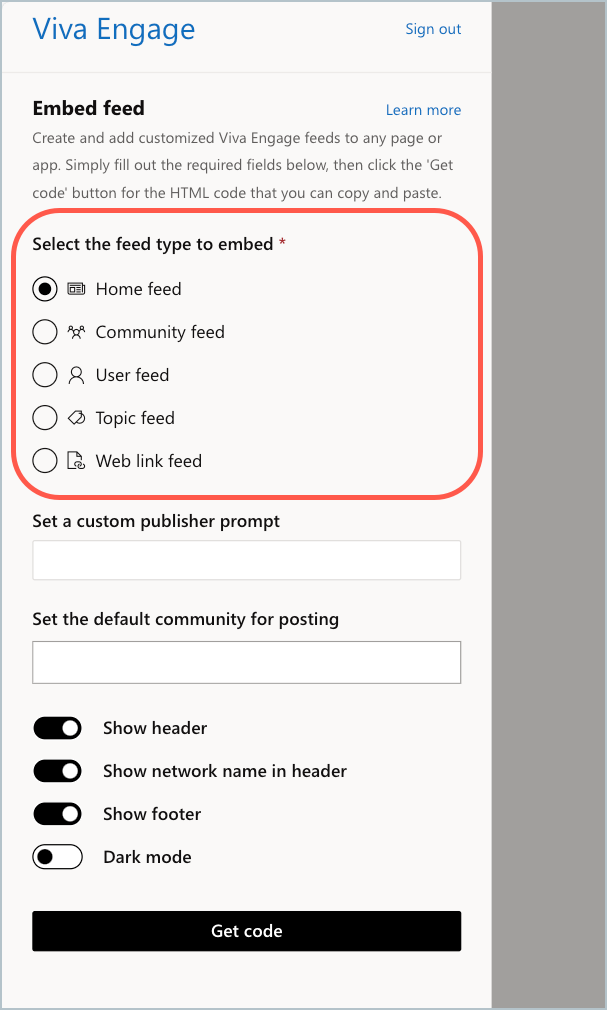 Viva Engage
Sign out
Embed feed
Learn more
Create and add customized Viva Engage feeds to any page or
app. Simply fill out the required fields below, then click the 'Get
code' button for the HTML code that you can copy and paste.
Select the feed type to embed *
Home feed
Community feed
User feed
Topic feed
Web link feed
Set a custom publisher prompt
Set the default community for posting
Show header
Show network name in header
Show footer
Dark mode
Get code